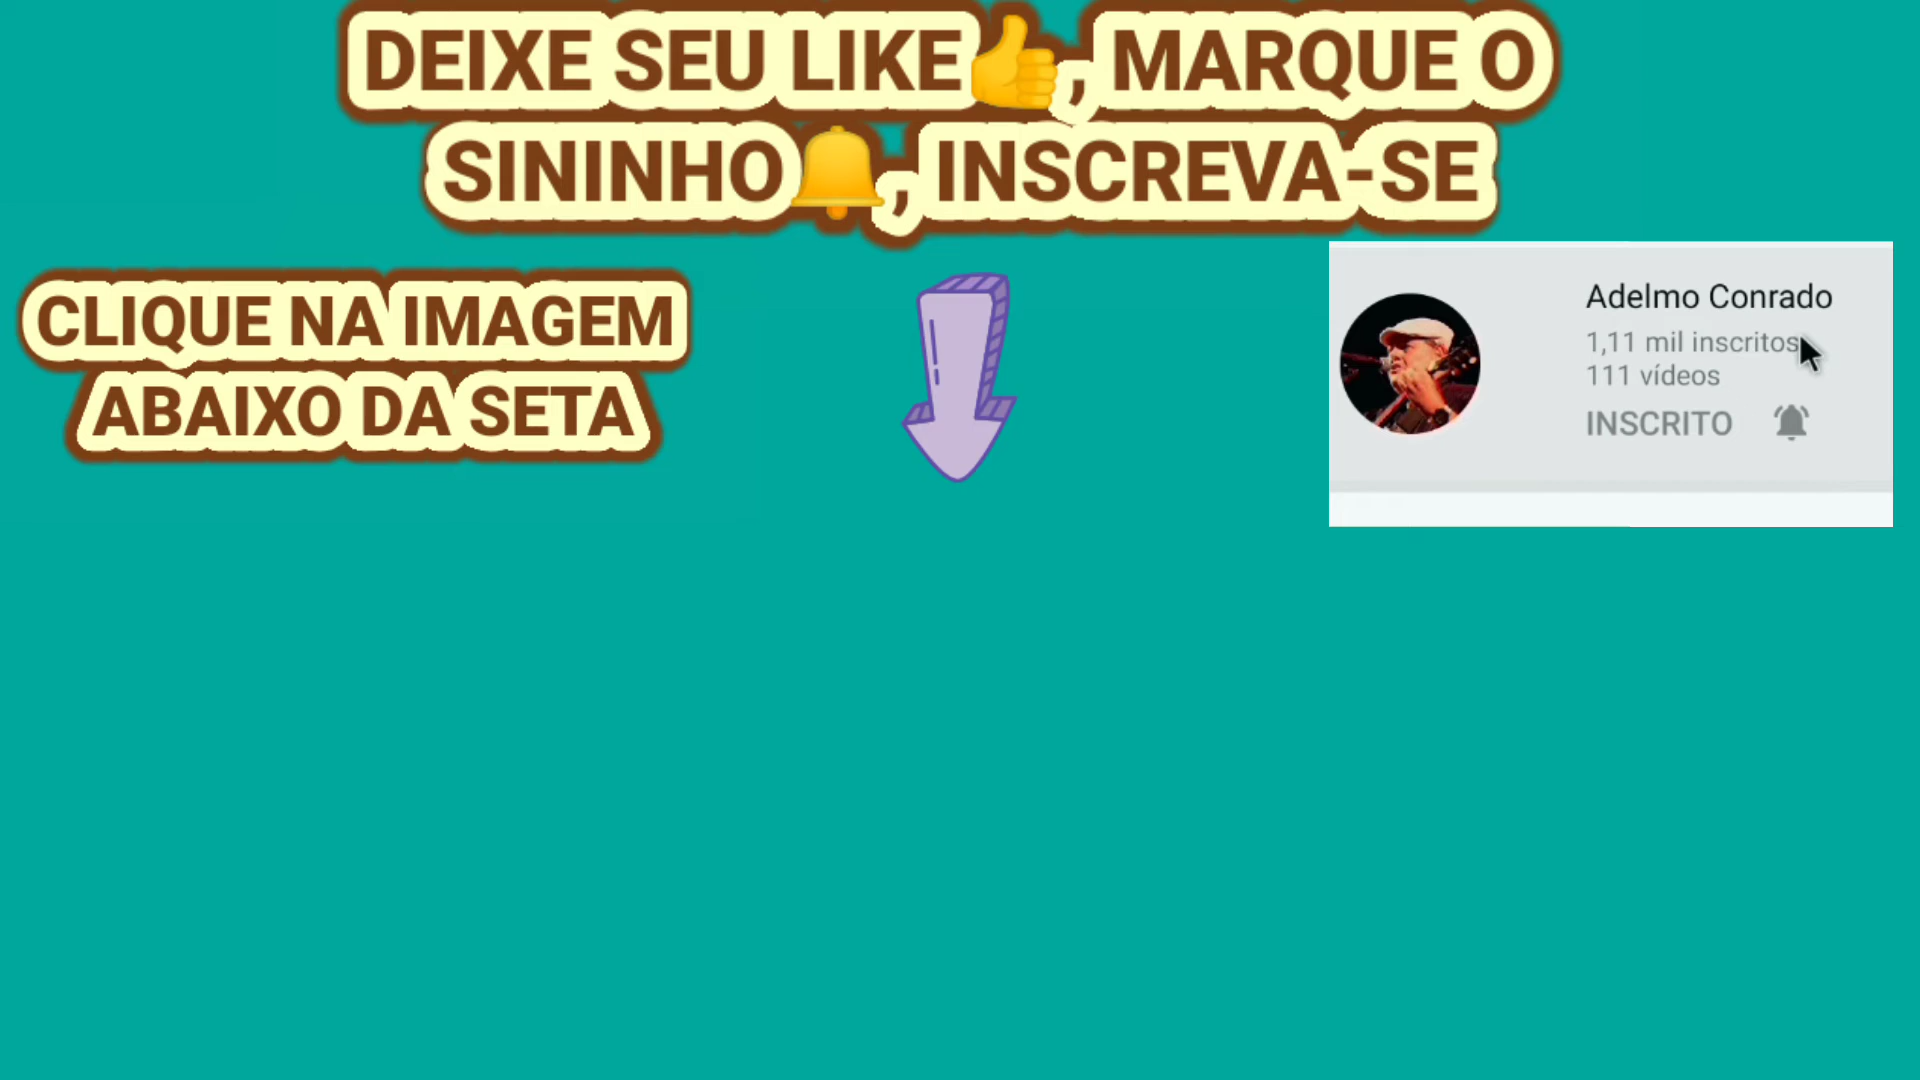 DEIXE SEU LIKE👍, MARQUE O
SININHO🔔, INSCREVA-SE
CLIQUE NA IMAGEM
ABAIXO DA SETA
Adelmo Conrado
1,11 mil inscritos
111 vídeos
INSCRITO